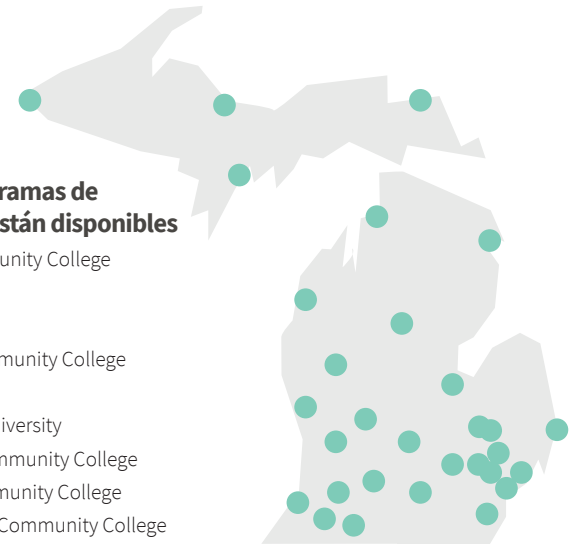 ramas de
stán disponibles
unity College
munity College
iversity
mmunity College
munity College
Community College